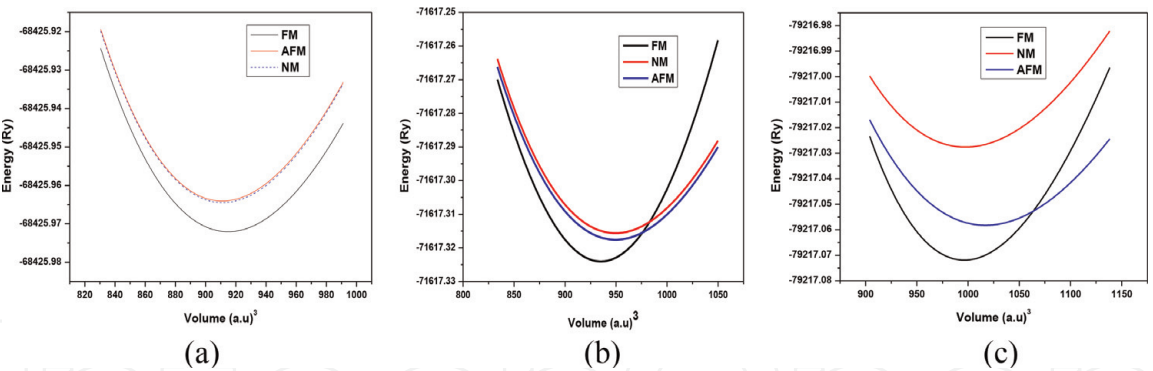 -68425.92
-68425.93
-68425.94
-68425.95
-68425.96
-68425.97
-68425.98
Energy (Ry)
FM
AFM
NM
820 840 860 880 900 920 940 960 980 1000
Volume (a.u)³
(a)
-71617.25
-71617.26
-71617.27
-71617.28
-71617.29
-71617.30
-71617.31
-71617.32
-71617.33
Energy (Ry)
FM
NM
AFM
800 850 900 950 1000 1050
Volume (a.u)³
(b)
-79216.98
-79216.99
-79217.00
-79217.01
-79217.02
-79217.03
-79217.04
-79217.05
-79217.06
-79217.07
-79217.08
Energy (Ry)
FM
NM
AFM
900 950 1000 1050 1100 1150
Volume (a.u)³
(c)